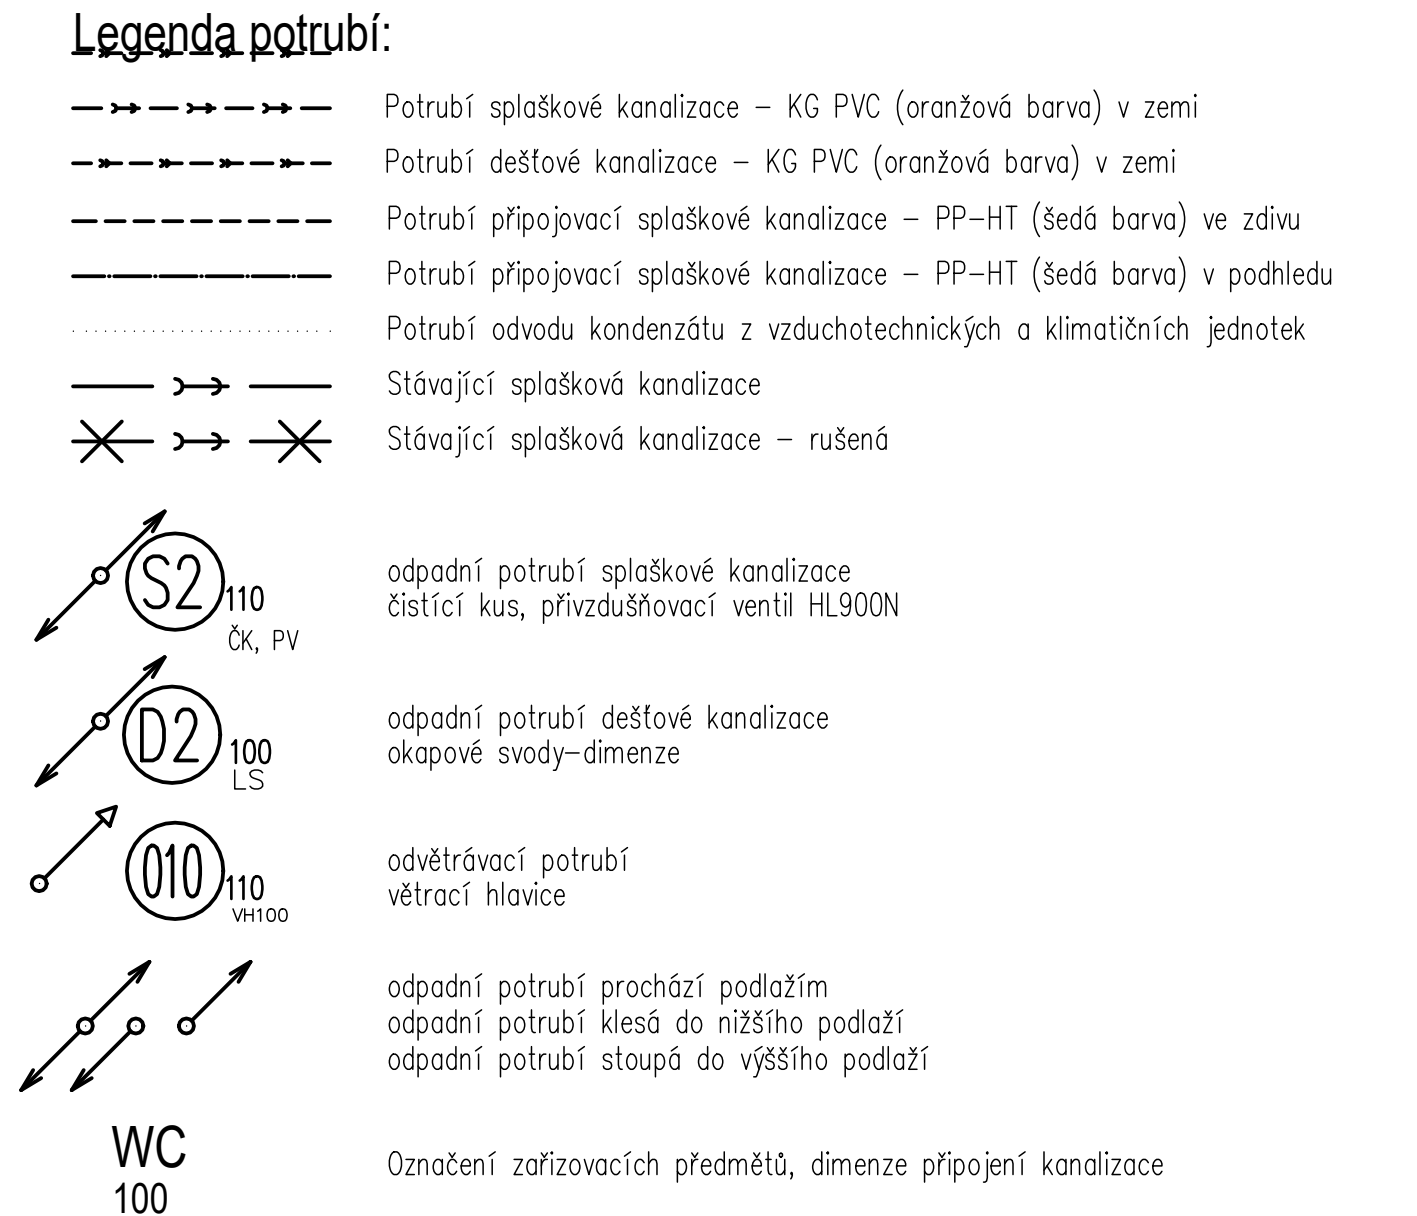 Legenda potrubí:
Potrubí splaškové kanalizace – KG PVC (oranžová barva) v zemi
Potrubí dešťové kanalizace – KG PVC (oranžová barva) v zemi
Potrubí připojovací splaškové kanalizace – PP–HT (šedá barva) ve zdivu
Potrubí připojovací splaškové kanalizace – PP–HT (šedá barva) v podhledu
Potrubí odvodu kondenzátu z vzduchotechnických a klimatičních jednotek
Stávající splašková kanalizace
Stávající splašková kanalizace – rušená
S2
110
ČK, PV
odpadní potrubí splaškové kanalizace
čistící kus, přivzdušňovací ventil HL900N
D2
100
LS
odpadní potrubí dešťové kanalizace
okapové svody–dimenze
010
110
VH100
odvětrávací potrubí
větrací hlavice
odpadní potrubí prochází podlažím
odpadní potrubí klesá do nižšího podlaží
odpadní potrubí stoupá do výššího podlaží
WC
100
Označení zařizovacích předmětů, dimenze připojení kanalizace